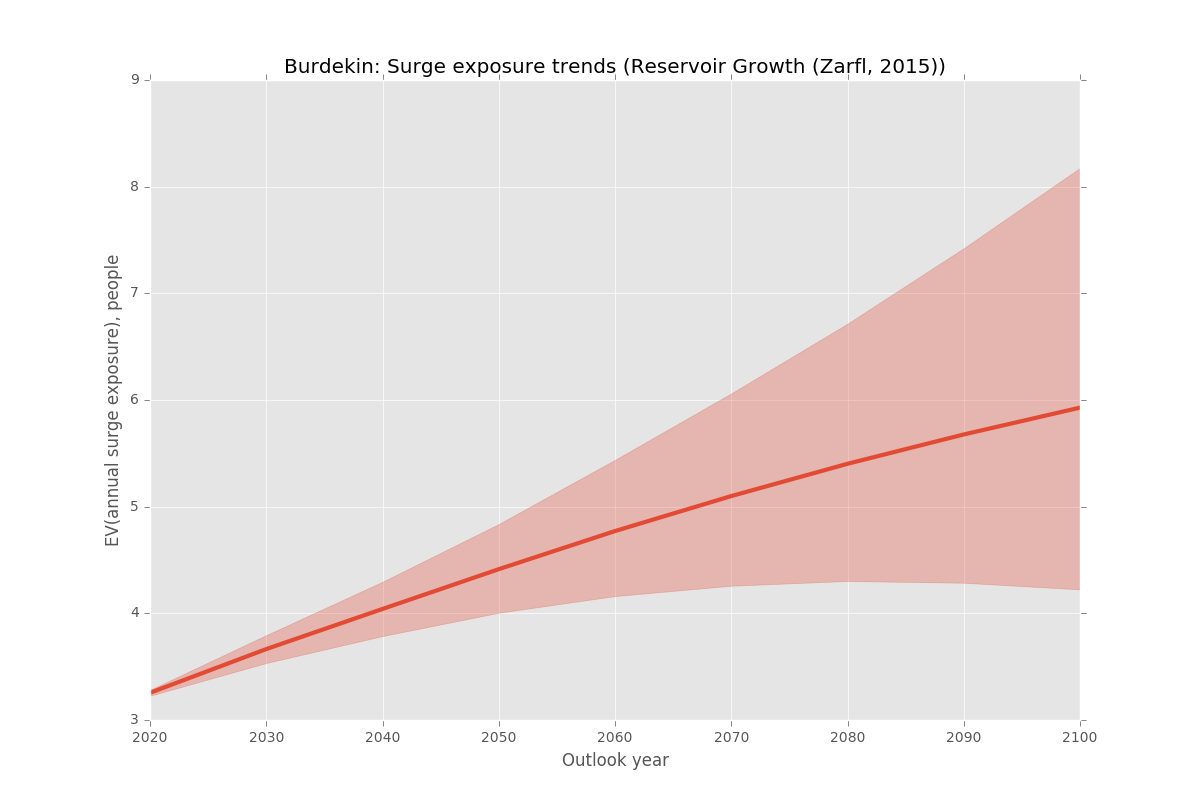 Burdekin: Surge exposure trends (Reservoir Growth (Zarfl, 2015))
EV(annual surge exposure), people
9
8
7
6
5
4
3
2020 2030 2040 2050 2060 2070 2080 2090 2100
Outlook year